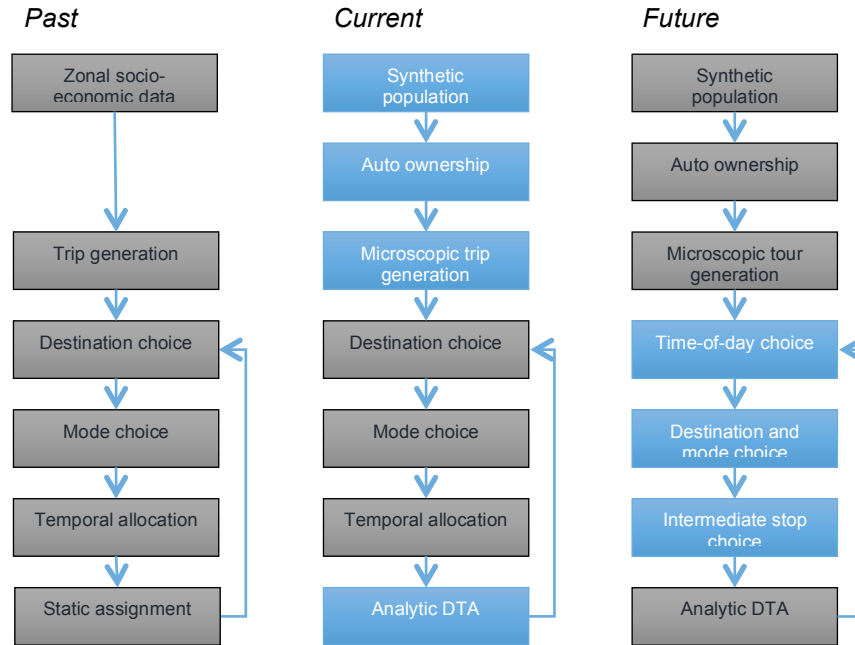 Past
Zonal socio-
economic data
Trip generation
Destination choice
Mode choice
Temporal allocation
Static assignment
Current
Synthetic
population
Auto ownership
Microscopic trip
generation
Destination choice
Mode choice
Temporal allocation
Analytic DTA
Future
Synthetic
population
Auto ownership
Microscopic tour
generation
Time-of-day choice
Destination and
mode choice
Intermediate stop
choice
Analytic DTA